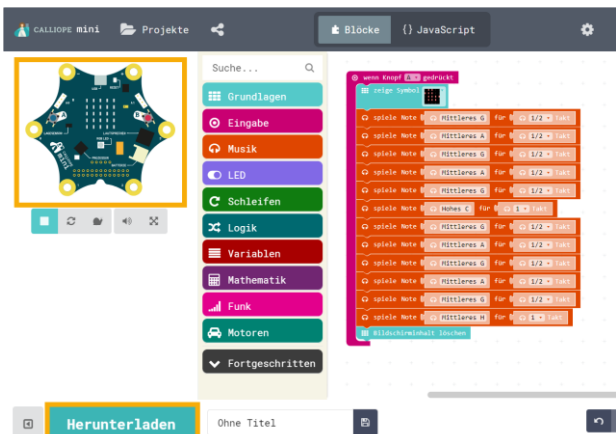 CALLIOPE mini Projekte Blöcke {} JavaScript
Suche...
Grundlagen
Eingabe
Musik
LED
Schleifen
Logik
Variablen
Mathematik
Funk
Motoren
Fortgeschritten
A
B
wenn Knopf A gedrückt
zeige Symbol
spiele Note Mittleres G für 1/2 Takt
spiele Note Mittleres A für 1/2 Takt
spiele Note Mittleres G für 1/2 Takt
spiele Note Mittleres A für 1/2 Takt
spiele Note Mittleres G für 1/2 Takt
spiele Note Hohes C für 1 Takt
spiele Note Mittleres G für 1/2 Takt
spiele Note Mittleres A für 1/2 Takt
spiele Note Mittleres G für 1/2 Takt
spiele Note Mittleres A für 1/2 Takt
spiele Note Mittleres G für 1/2 Takt
spiele Note Mittleres H für 1 Takt
Bildschirminhalt löschen
Herunterladen
Ohne Titel